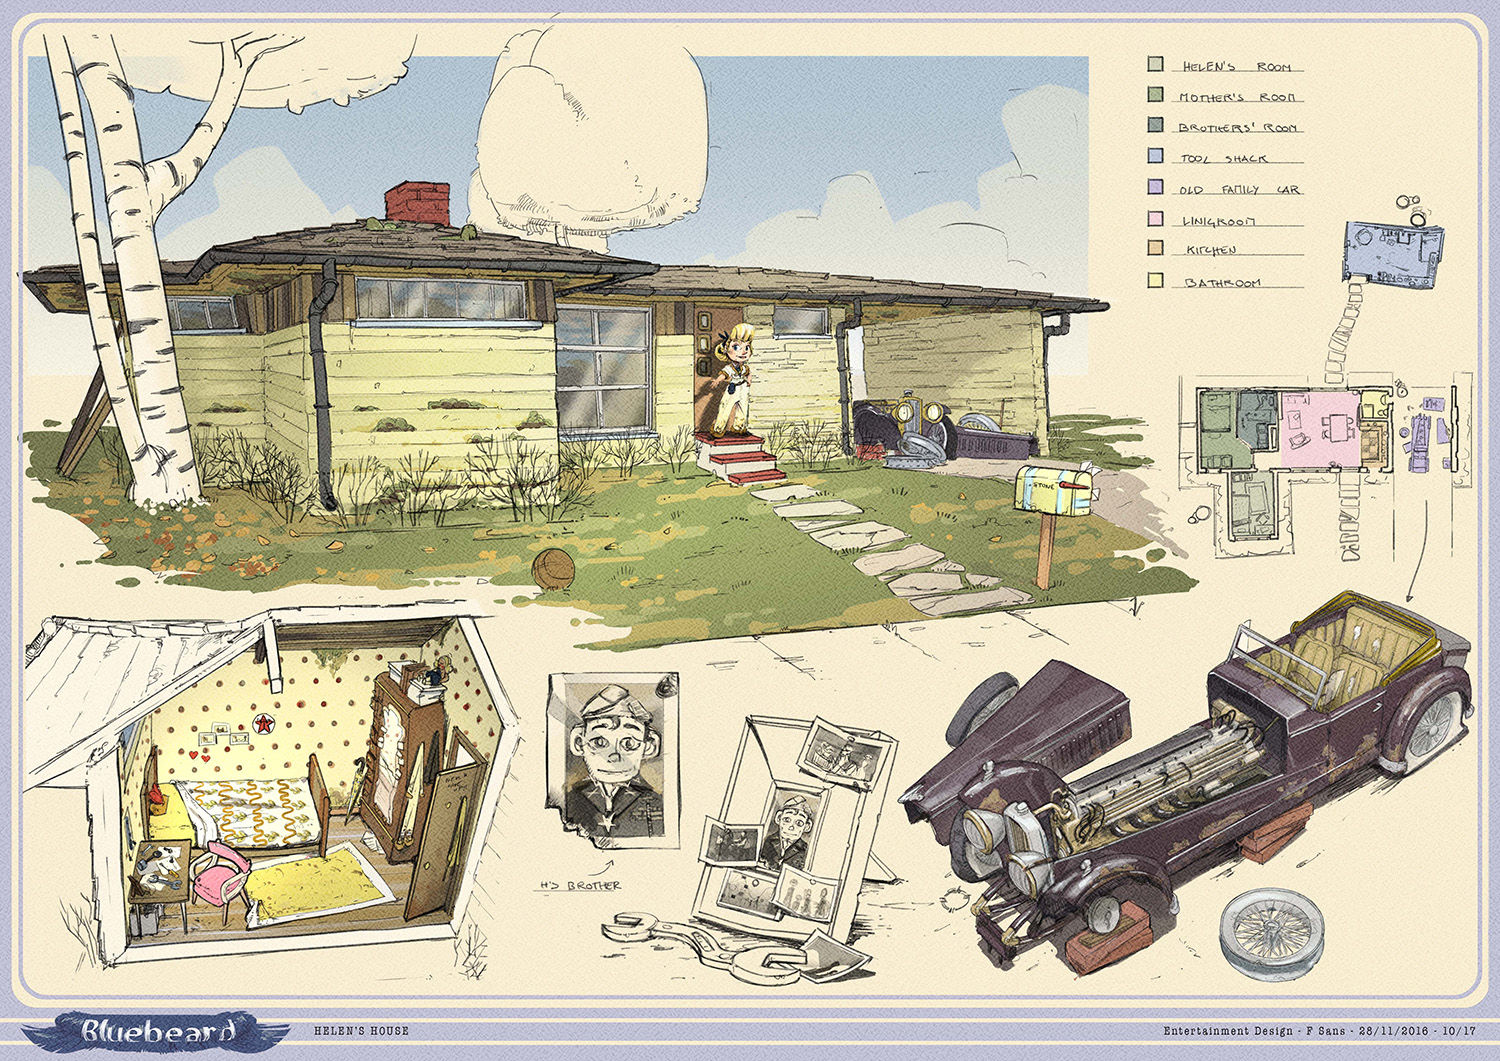 HELEN'S ROOM
MOTHER'S ROOM
BROTHERS' ROOM
TOOL SHACK
OLD FAMILY CAR
LINIGROOM
KITCHEN
BATHROOM
STONE
H'S BROTHER
Bluebeard
HELEN'S HOUSE
Entertainment Design - F Sans - 28/11/2016 - 10/17